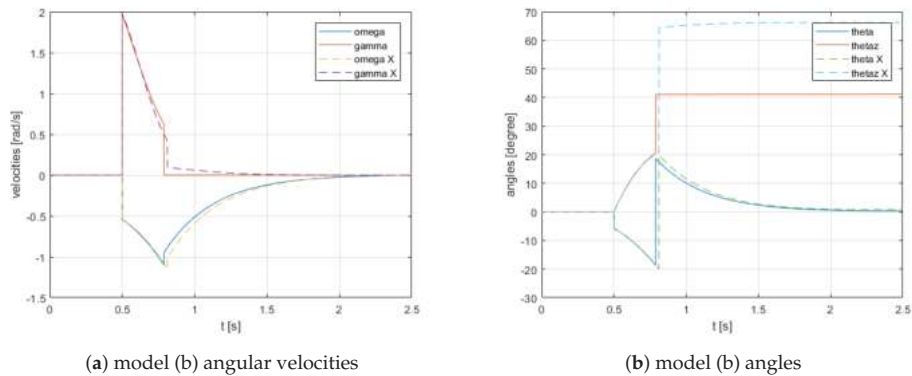 2
1.5
1
0.5
0
-0.5
-1
-1.5
velocities [rad/s]
0 0.5 1 1.5 2 2.5
t [s]
omega
gamma
omega X
gamma X
(a) model (b) angular velocities
70
60
50
40
30
20
10
0
-10
-20
-30
angles [degree]
0 0.5 1 1.5 2 2.5
t [s]
theta
thetaz
theta X
thetaz X
(b) model (b) angles